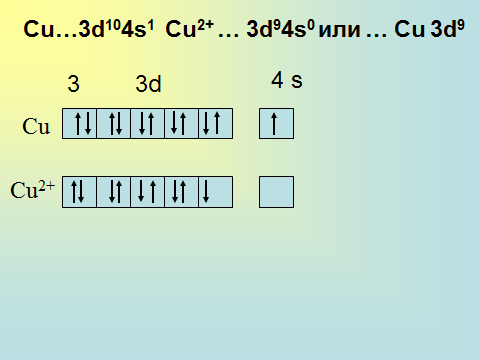 Cu…3d¹⁰4s¹ Cu²⁺ … 3d⁹4s⁰ или … Cu 3d⁹
3 3d 4 s
Cu ↑↓ ↑↓ ↓↑ ↓↑ ↓↑ ↑
Cu²⁺ ↑↓ ↓↑ ↓↑ ↓↑ ↓